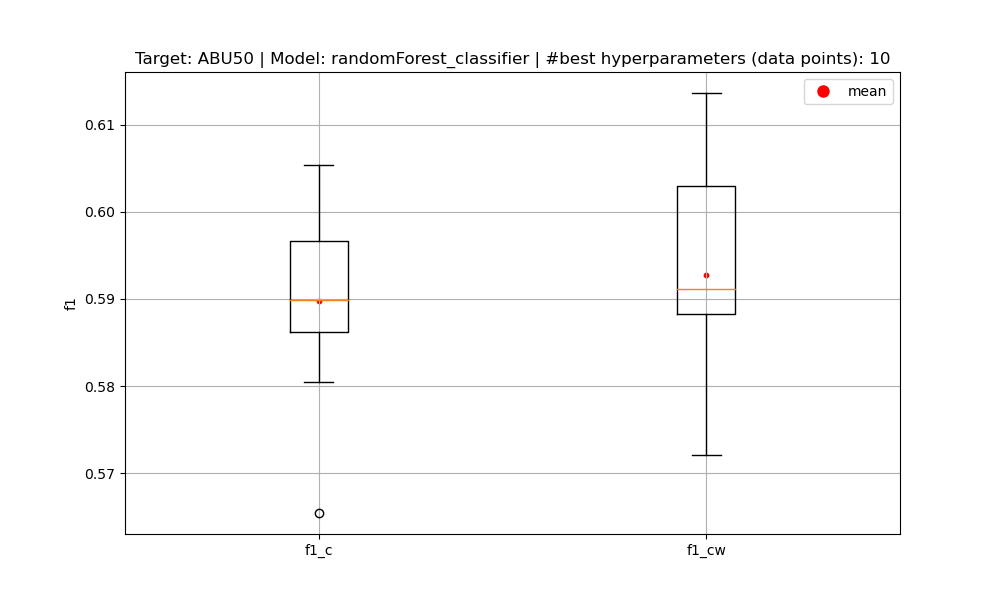 Target: ABU50 | Model: randomForest_classifier | #best hyperparameters (data points): 10
mean
0.61
0.60
0.59
0.58
0.57
f1
f1_c
f1_cw